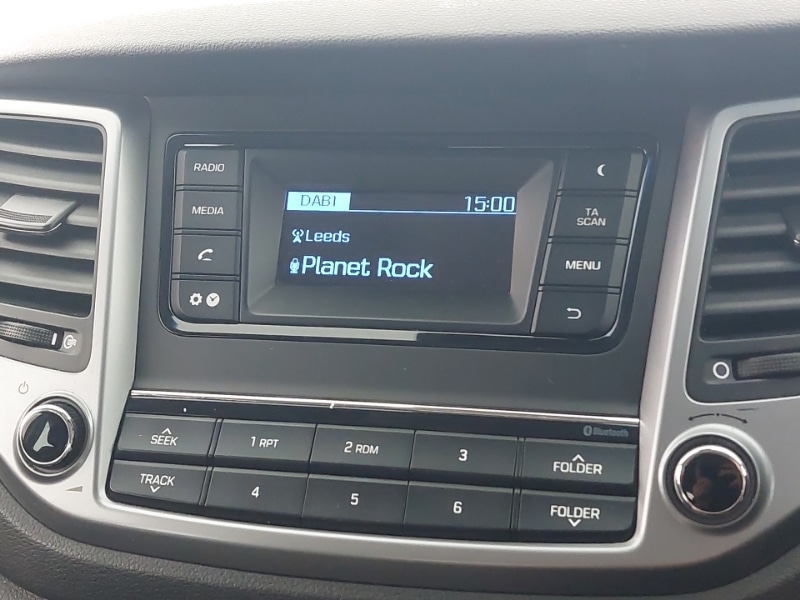 RADIO
MEDIA
DAB1 15:00
Leeds
Planet Rock
TA
SCAN
MENU
Bluetooth
SEEK
1 RPT
2 RDM
3
FOLDER
TRACK
4
5
6
FOLDER